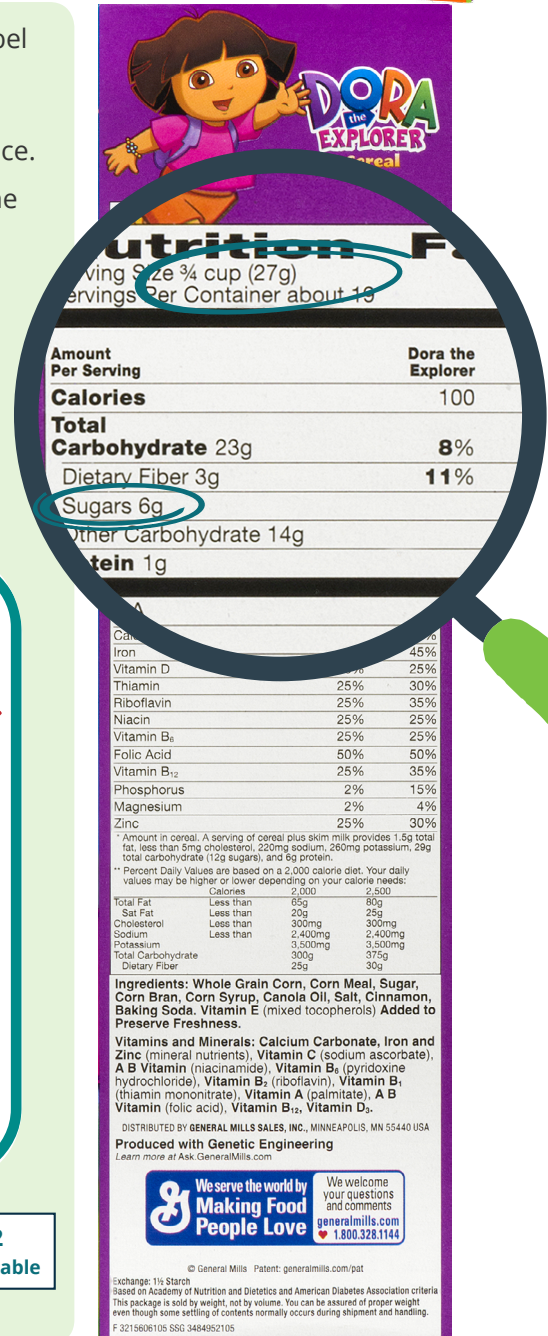 pel
ce.
ne
DORA
the
EXPLORER
cereal
utrition Fa
ving Size ¾ cup (27g)
ervings Per Container about 19
Amount
Per Serving
Dora the
Explorer
Calories 100
Total
Carbohydrate 23g 8%
Dietary Fiber 3g 11%
Sugars 6g
Other Carbohydrate 14g
tein 1g
A
Iron 45%
Vitamin D 25%
Thiamin 25% 30%
Riboflavin 25% 35%
Niacin 25% 25%
Vitamin B6 25% 25%
Folic Acid 50% 50%
Vitamin B12 25% 35%
Phosphorus 2% 15%
Magnesium 2% 4%
Zinc 25% 30%
* Amount in cereal. A serving of cereal plus skim milk provides 1.5g total
fat, less than 5mg cholesterol, 220mg sodium, 260mg potassium, 29g
total carbohydrate (12g sugars), and 6g protein.
** Percent Daily Values are based on a 2,000 calorie diet. Your daily
values may be higher or lower depending on your calorie needs:
Calories 2,000 2,500
Total Fat Less than 65g 80g
Sat Fat Less than 20g 25g
Cholesterol Less than 300mg 300mg
Sodium Less than 2,400mg 2,400mg
Potassium 3,500mg 3,500mg
Total Carbohydrate 300g 375g
Dietary Fiber 25g 30g
Ingredients: Whole Grain Corn, Corn Meal, Sugar,
Corn Bran, Corn Syrup, Canola Oil, Salt, Cinnamon,
Baking Soda. Vitamin E (mixed tocopherols) Added to
Preserve Freshness.
Vitamins and Minerals: Calcium Carbonate, Iron and
Zinc (mineral nutrients), Vitamin C (sodium ascorbate),
A B Vitamin (niacinamide), Vitamin B6 (pyridoxine
hydrochloride), Vitamin B2 (riboflavin), Vitamin B1
(thiamin mononitrate), Vitamin A (palmitate), A B
Vitamin (folic acid), Vitamin B12, Vitamin D3.
DISTRIBUTED BY GENERAL MILLS SALES, INC., MINNEAPOLIS, MN 55440 USA
Produced with Genetic Engineering
Learn more at Ask.GeneralMills.com
G
We serve the world by
Making Food
People Love
We welcome
your questions
and comments
generalmills.com
1.800.328.1144
2
able
© General Mills Patent: generalmills.com/pat
Exchange: 1½ Starch
Based on Academy of Nutrition and Dietetics and American Diabetes Association criteria
This package is sold by weight, not by volume. You can be assured of proper weight
even though some settling of contents normally occurs during shipment and handling.
F 3215606105 SSG 3484952105